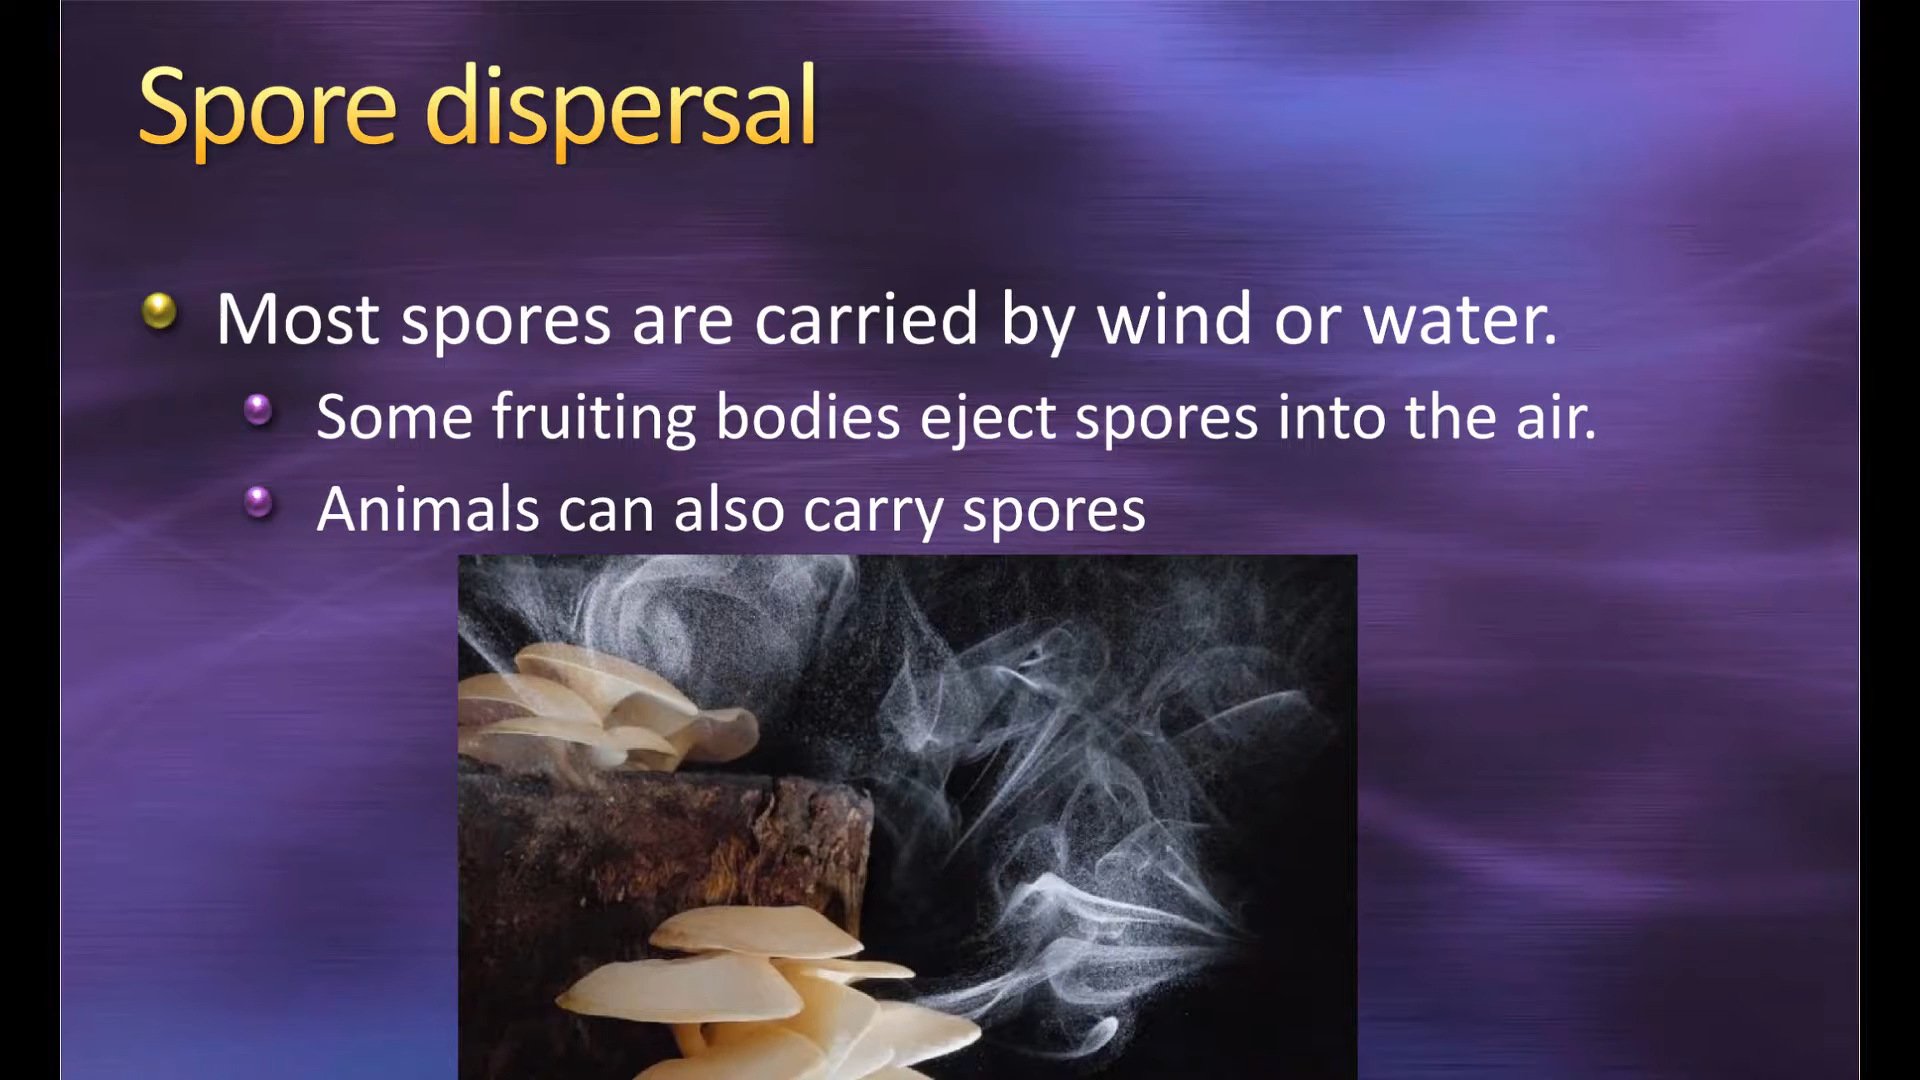 Spore dispersal
Most spores are carried by wind or water.
Some fruiting bodies eject spores into the air.
Animals can also carry spores